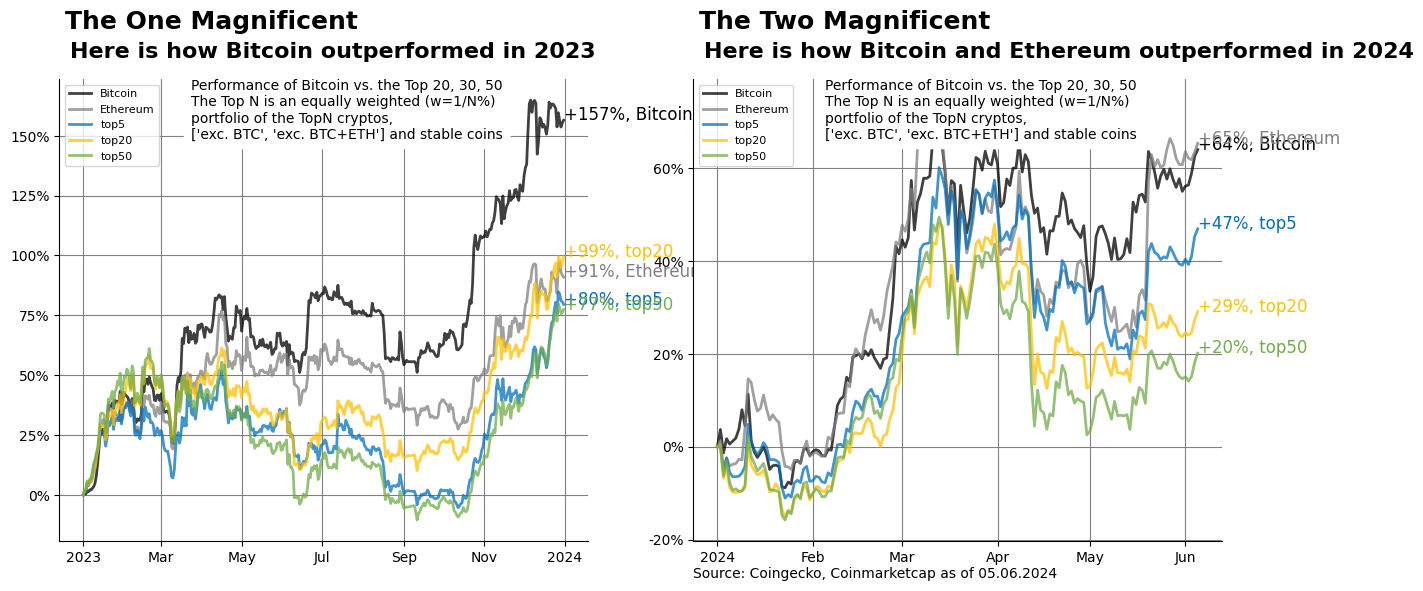 The One Magnificent
Here is how Bitcoin outperformed in 2023
Performance of Bitcoin vs. the Top 20, 30, 50
The Top N is an equally weighted (w=1/N%)
portfolio of the TopN cryptos,
['exc. BTC', 'exc. BTC+ETH'] and stable coins
Bitcoin
Ethereum
top5
top20
top50
150%
125%
100%
75%
50%
25%
0%
+157%, Bitcoin
+99%, top20
+91%, Ethereum
+80%, top5
+77%, top50
2023
Mar
May
Jul
Sep
Nov
2024
The Two Magnificent
Here is how Bitcoin and Ethereum outperformed in 2024
Performance of Bitcoin vs. the Top 20, 30, 50
The Top N is an equally weighted (w=1/N%)
portfolio of the TopN cryptos,
['exc. BTC', 'exc. BTC+ETH'] and stable coins
Bitcoin
Ethereum
top5
top20
top50
60%
40%
20%
0%
-20%
+65%, Ethereum
+64%, Bitcoin
+47%, top5
+29%, top20
+20%, top50
2024
Feb
Mar
Apr
May
Jun
Source: Coingecko, Coinmarketcap as of 05.06.2024